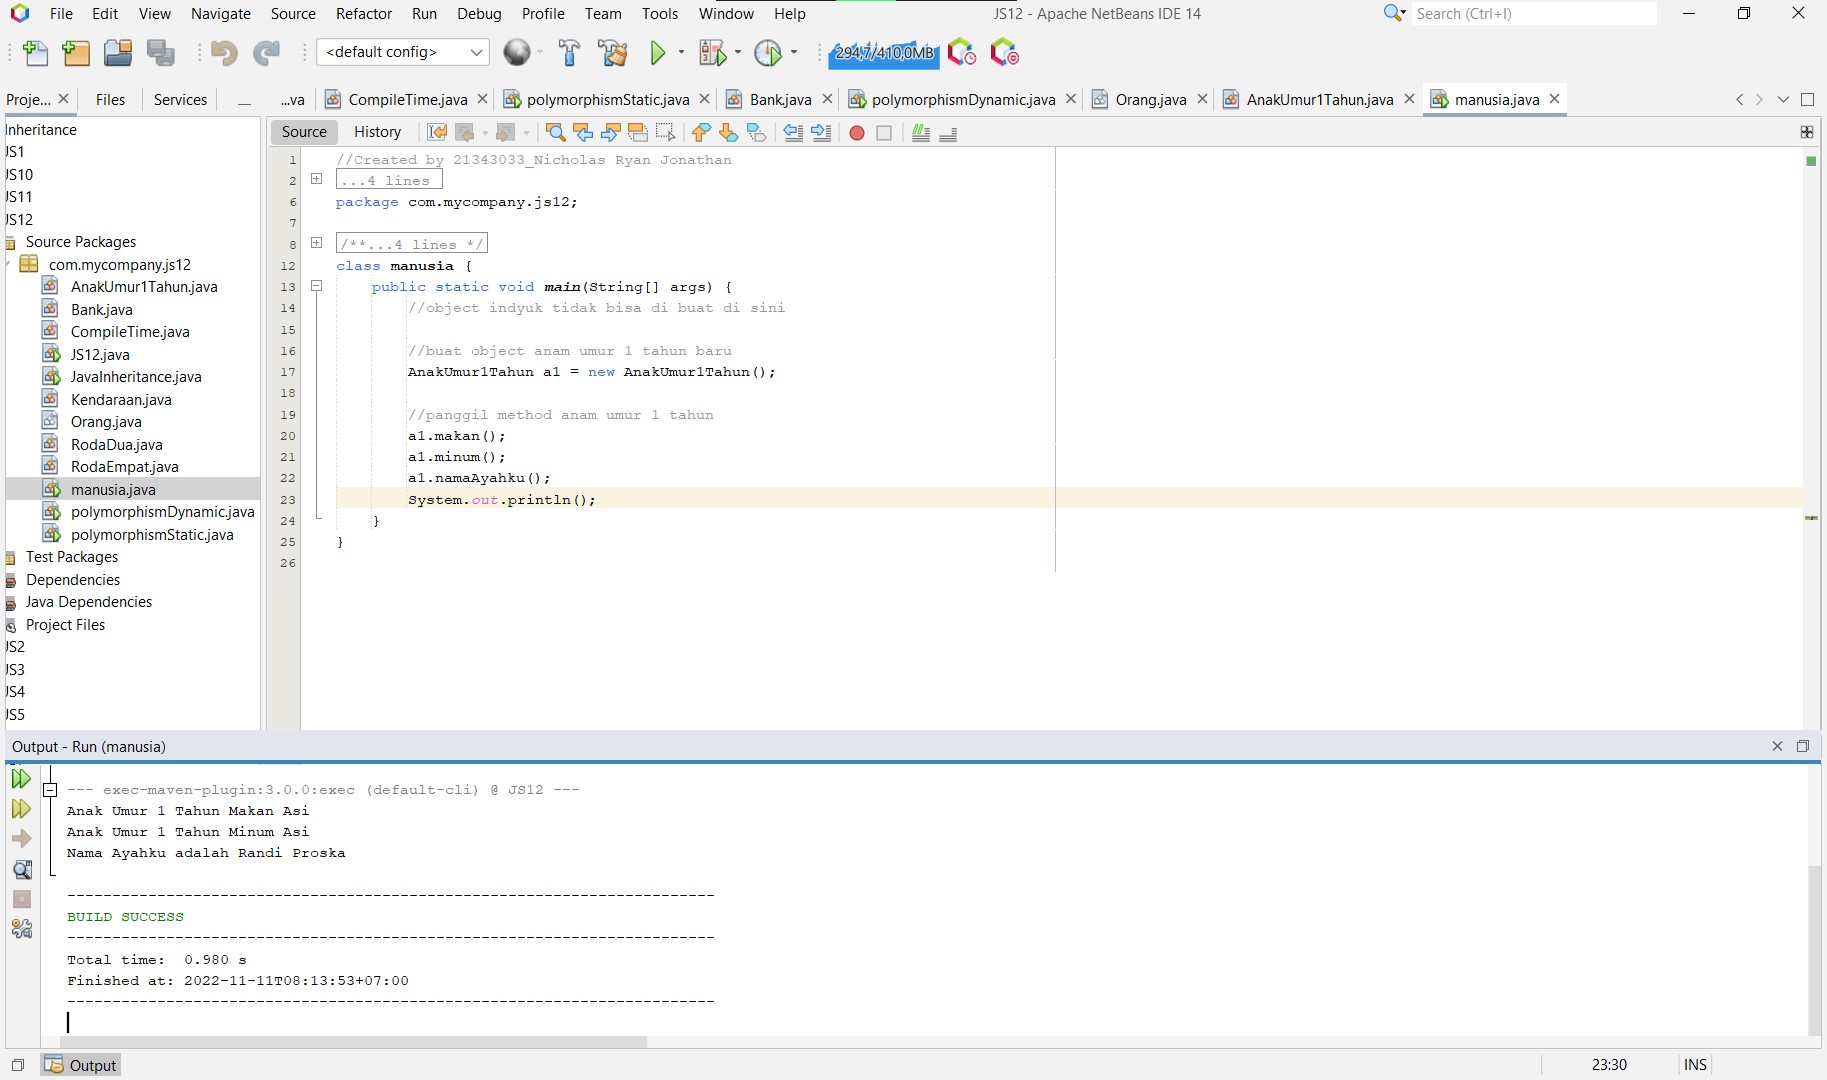 File Edit View Navigate Source Refactor Run Debug Profile Team Tools Window Help JS12 - Apache NetBeans IDE 14 Search (Ctrl+I)
<default config> 294,7/410,0MB
Proje... Files Services ...va CompileTime.java polymorphismStatic.java Bank.java polymorphismDynamic.java Orang.java AnakUmur1Tahun.java manusia.java
Inheritance
JS1
JS10
JS11
JS12
Source Packages
com.mycompany.js12
AnakUmur1Tahun.java
Bank.java
CompileTime.java
JS12.java
JavaInheritance.java
Kendaraan.java
Orang.java
RodaDua.java
RodaEmpat.java
manusia.java
polymorphismDynamic.java
polymorphismStatic.java
Test Packages
Dependencies
Java Dependencies
Project Files
JS2
JS3
JS4
JS5
Source History
1 //Created by 21343033_Nicholas Ryan Jonathan
2 ...4 lines
6 package com.mycompany.js12;
7
8 /**...4 lines */
12 class manusia {
13 public static void main(String[] args) {
14 //object indyuk tidak bisa di buat di sini
15
16 //buat object anam umur 1 tahun baru
17 AnakUmur1Tahun a1 = new AnakUmur1Tahun();
18
19 //panggil method anam umur 1 tahun
20 a1.makan();
21 a1.minum();
22 a1.namaAyahku();
23 System.out.println();
24 }
25 }
26
Output - Run (manusia)
--- exec-maven-plugin:3.0.0:exec (default-cli) @ JS12 ---
Anak Umur 1 Tahun Makan Asi
Anak Umur 1 Tahun Minum Asi
Nama Ayahku adalah Randi Proska
------------------------------------------------------------------------
BUILD SUCCESS
------------------------------------------------------------------------
Total time: 0.980 s
Finished at: 2022-11-11T08:13:53+07:00
------------------------------------------------------------------------
Output 23:30 INS